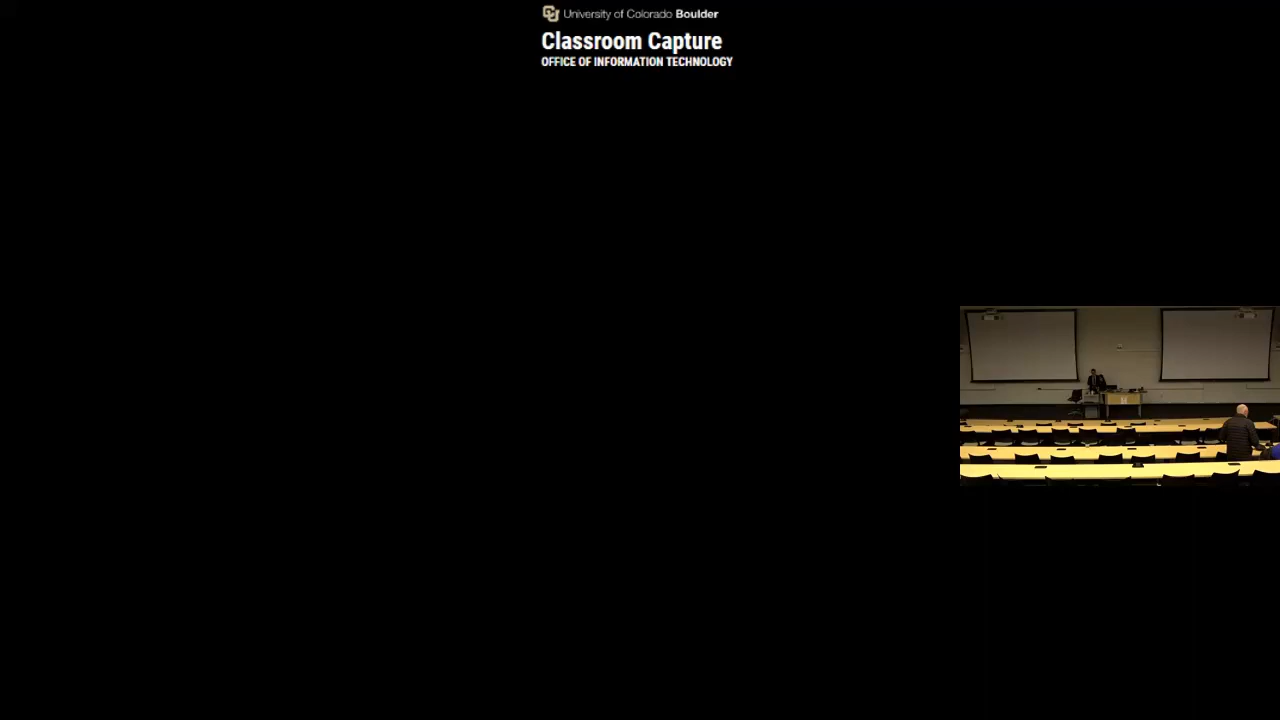 University of Colorado Boulder
Classroom Capture
OFFICE OF INFORMATION TECHNOLOGY